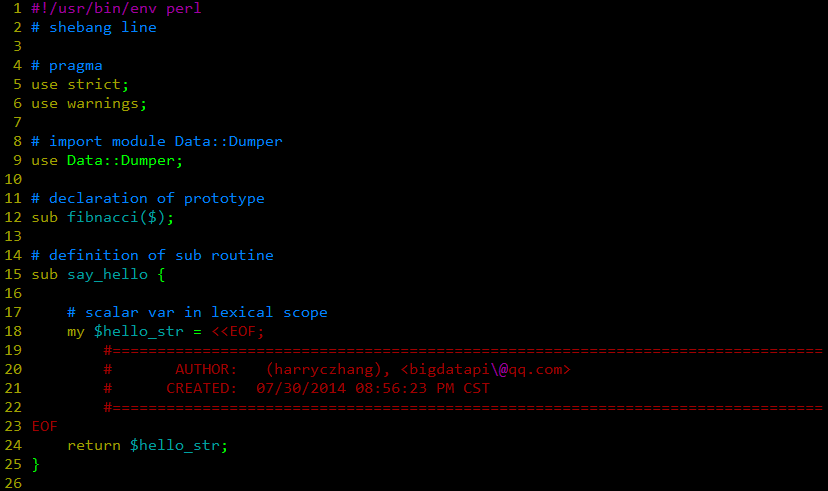 1 #!/usr/bin/env perl
2 # shebang line
3
4 # pragma
5 use strict;
6 use warnings;
7
8 # import module Data::Dumper
9 use Data::Dumper;
10
11 # declaration of prototype
12 sub fibnacci($);
13
14 # definition of sub routine
15 sub say_hello {
16
17     # scalar var in lexical scope
18     my $hello_str = <<EOF;
19         #===============================================================================
20         #       AUTHOR:   (harryczhang), <bigdatapi\@qq.com>
21         #      CREATED:  07/30/2014 08:56:23 PM CST
22         #===============================================================================
23 EOF
24     return $hello_str;
25 }
26